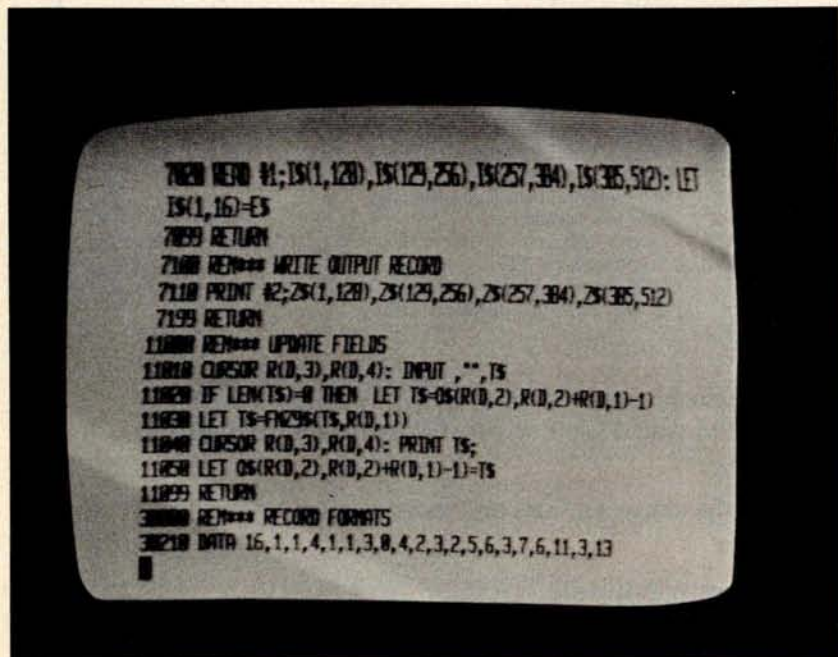 7020 READ #1;I$(1,128),I$(129,256),I$(257,384),I$(385,512): LET
I$(1,16)=E$
7099 RETURN
7100 REM*** WRITE OUTPUT RECORD
7110 PRINT #2;Z$(1,128),Z$(129,256),Z$(257,384),Z$(385,512)
7199 RETURN
11000 REM*** UPDATE FIELDS
11010 CURSOR R(D,3),R(D,4): INPUT ,"",T$
11020 IF LEN(T$)=0 THEN LET T$=O$(R(D,2),R(D,2)+R(D,1)-1)
11030 LET T$=FNZ9$(T$,R(D,1))
11040 CURSOR R(D,3),R(D,4): PRINT T$;
11050 LET O$(R(D,2),R(D,2)+R(D,1)-1)=T$
11099 RETURN
30000 REM*** RECORD FORMATS
30210 DATA 16,1,1,4,1,1,3,0,4,2,3,2,5,6,3,7,6,11,3,13